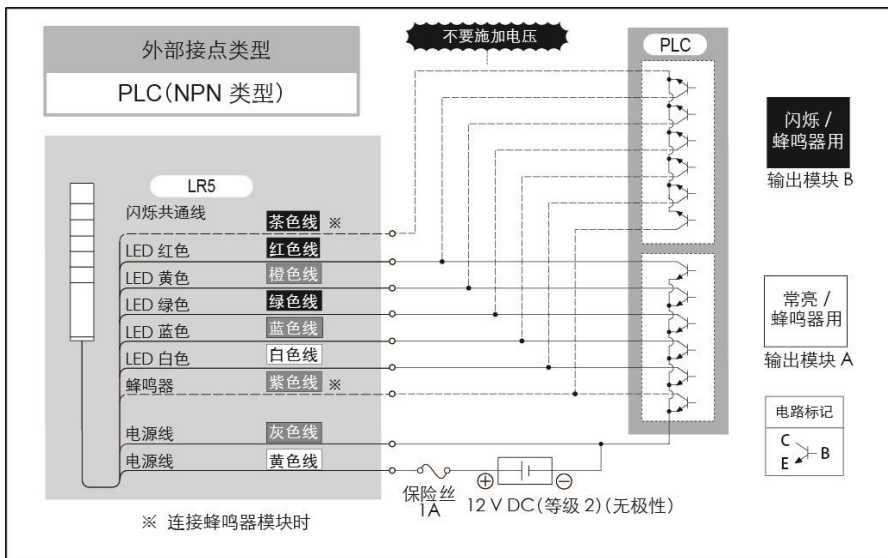 外部接点类型
PLC(NPN 类型)
不要施加电压
PLC
闪烁 /
蜂鸣器用
输出模块 B
LR5
闪烁共通线 茶色线 ※
LED 红色 红色线
LED 黄色 橙色线
LED 绿色 绿色线
LED 蓝色 蓝色线
LED 白色 白色线
蜂鸣器 紫色线 ※
电源线 灰色线
电源线 黄色线
常亮 /
蜂鸣器用
输出模块 A
电路标记
C
B
E
保险丝
1A
12 V DC(等级 2)(无极性)
※ 连接蜂鸣器模块时